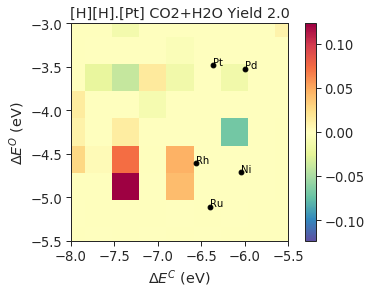 [H][H].[Pt] CO2+H2O Yield 2.0
−3.0
−3.5
−4.0
−4.5
−5.0
−5.5
ΔE^O (eV)
Pt
Pd
Rh
Ni
Ru
−8.0 −7.5 −7.0 −6.5 −6.0 −5.5
ΔE^C (eV)
0.10
0.05
0.00
−0.05
−0.10